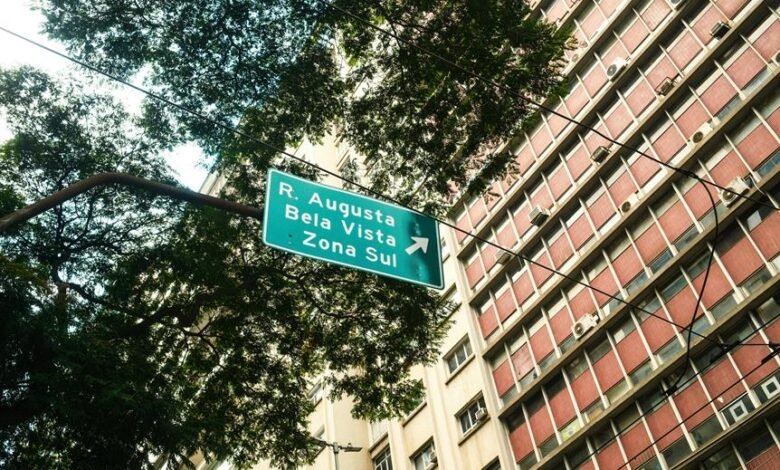 R. Augusta
Bela Vista
Zona Sul